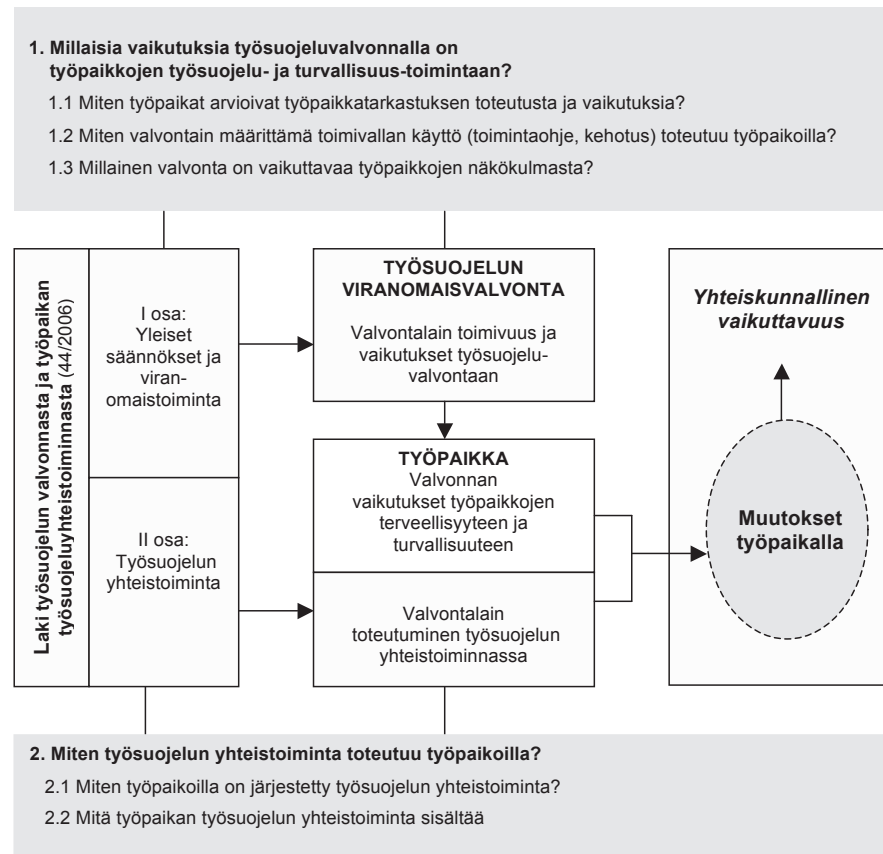 1. Millaisia vaikutuksia työsuojeluvalvonnalla on
työpaikkojen työsuojelu- ja turvallisuus-toimintaan?
1.1 Miten työpaikat arvioivat työpaikkatarkastuksen toteutusta ja vaikutuksia?
1.2 Miten valvontain määrittämä toimivallan käyttö (toimintaohje, kehotus) toteutuu työpaikoilla?
1.3 Millainen valvonta on vaikuttavaa työpaikkojen näkökulmasta?
Laki työsuojelun valvonnasta ja työpaikan
työsuojeluyhteistoiminnasta (44/2006)
I osa:
Yleiset
säännökset ja
viran-
omaistoiminta
II osa:
Työsuojelun
yhteistoiminta
TYÖSUOJELUN
VIRANOMAISVALVONTA
Valvontalain toimivuus ja
vaikutukset työsuojelu-
valvontaan
TYÖPAIKKA
Valvonnan
vaikutukset työpaikkojen
terveellisyyteen ja
turvallisuuteen
Valvontalain
toteutuminen työsuojelun
yhteistoiminnassa
Yhteiskunnallinen
vaikuttavuus
Muutokset
työpaikalla
2. Miten työsuojelun yhteistoiminta toteutuu työpaikoilla?
2.1 Miten työpaikoilla on järjestetty työsuojelun yhteistoiminta?
2.2 Mitä työpaikan työsuojelun yhteistoiminta sisältää